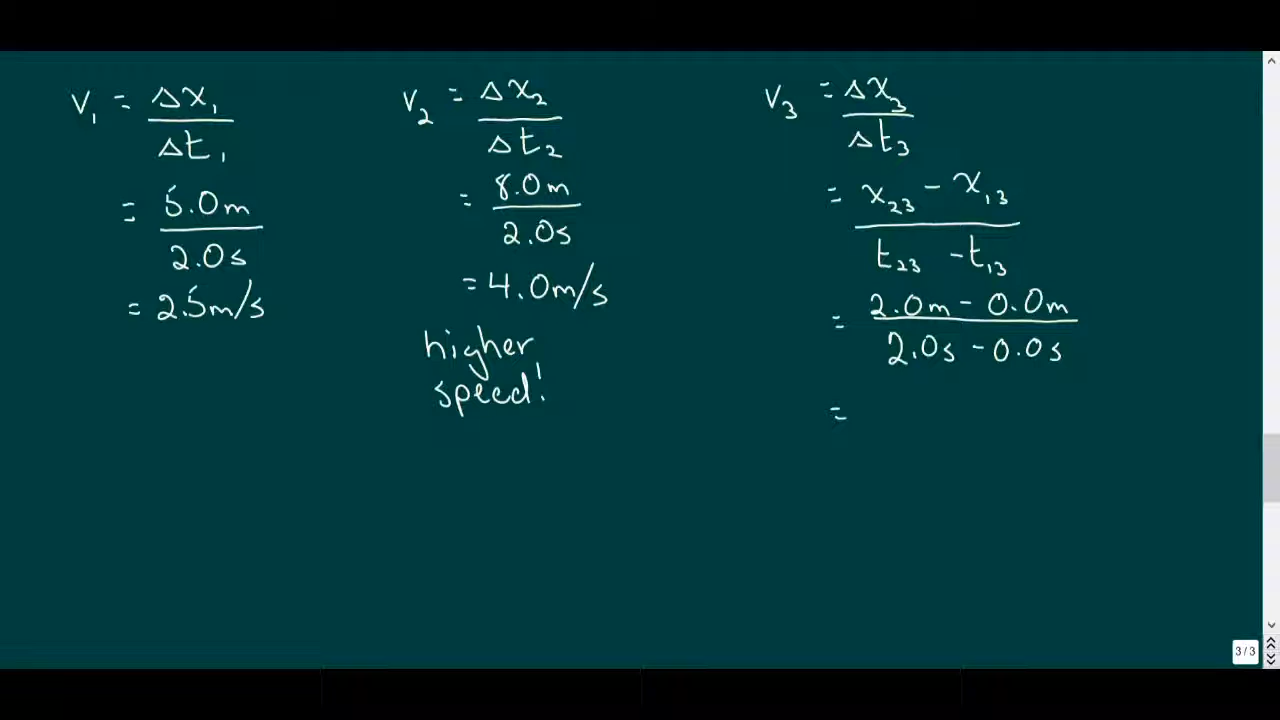 v₁ = Δx₁/Δt₁
= 5.0m/2.0s
= 2.5m/s
v₂ = Δx₂/Δt₂
= 8.0m/2.0s
= 4.0m/s
higher
speed!
v₃ = Δx₃/Δt₃
= x₂₃ - x₁₃/t₂₃ - t₁₃
= 2.0m - 0.0m/2.0s - 0.0s
=
3/3